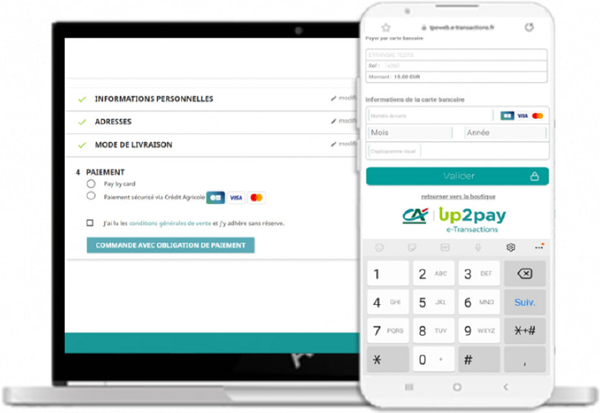 INFORMATIONS PERSONNELLES
modifi
ADRESSES
modifi
MODE DE LIVRAISON
modifi
4 PAIEMENT
Pay by card
Paiement sécurisé via Crédit Agricole CB VISA
J'ai lu les conditions générales de vente et j'y adhère sans réserve.
COMMANDE AVEC OBLIGATION DE PAIEMENT
tpeweb.e-transactions.fr
Payer par carte bancaire
Ref :
Montant : 15.00 EUR
Informations de la carte bancaire
Numéro de carte CB VISA
Mois Année
Cryptogramme visuel
Valider
retourner vers la boutique
CA up2pay
e-Transactions
1 2 ABC 3 DEF
4 GHI 5 JKL 6 MNO Suiv.
7 PQRS 8 TUV 9 WXYZ *+#
* 0 + # ,